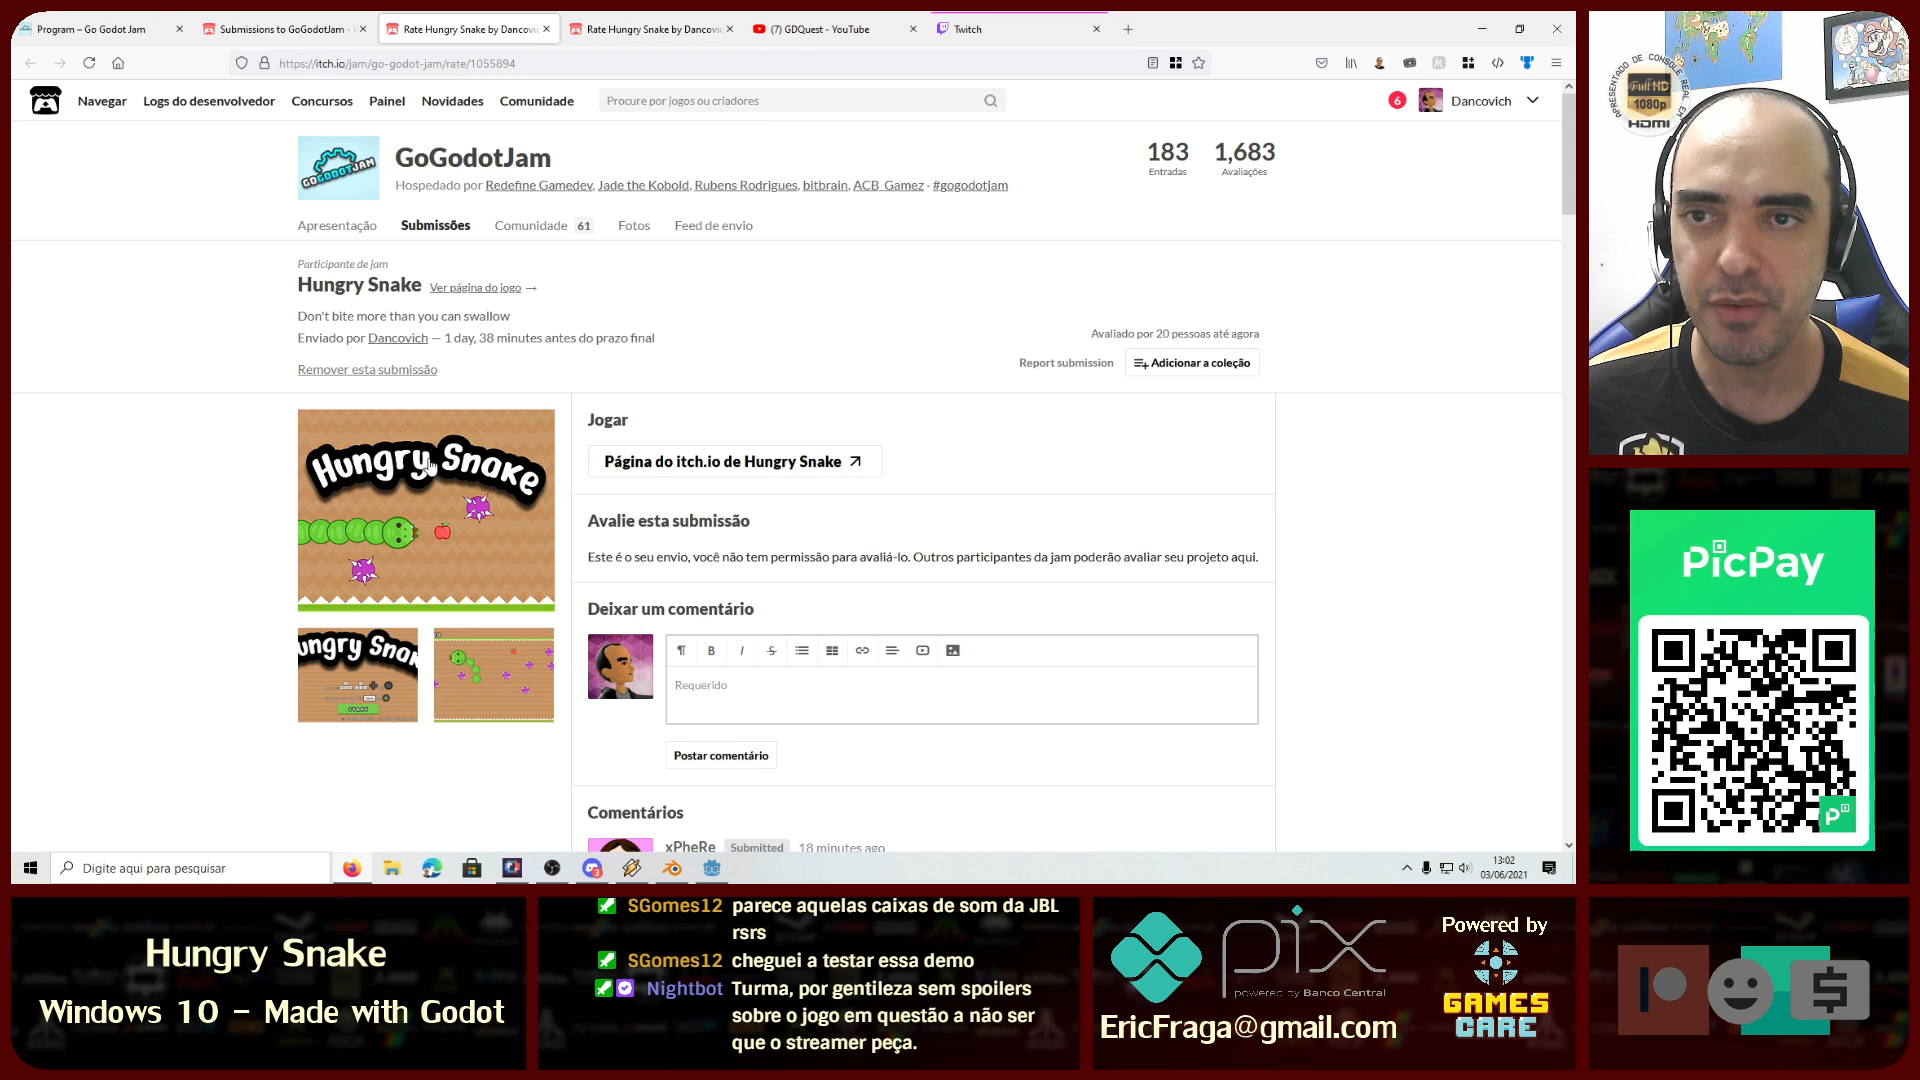 Program – Go Godot Jam
Submissions to GoGodotJam -
Rate Hungry Snake by Dancovic
Rate Hungry Snake by Dancovic
(7) GDQuest - YouTube
Twitch
https://itch.io/jam/go-godot-jam/rate/1055894
Navegar
Logs do desenvolvedor
Concursos
Painel
Novidades
Comunidade
Procure por jogos ou criadores
6
Dancovich
GOGODOTJAM
GoGodotJam
Hospedado por Redefine Gamedev, Jade the Kobold, Rubens Rodrigues, bitbrain, ACB_Gamez · #gogodotjam
183
Entradas
1,683
Avaliações
Apresentação
Submissões
Comunidade 61
Fotos
Feed de envio
Participante de jam
Hungry Snake Ver página do jogo →
Don't bite more than you can swallow
Enviado por Dancovich — 1 day, 38 minutes antes do prazo final
Remover esta submissão
Avaliado por 20 pessoas até agora
Report submission
Adicionar a coleção
Hungry Snake
ungry Sna
START
Jogar
Página do itch.io de Hungry Snake
Avalie esta submissão
Este é o seu envio, você não tem permissão para avaliá-lo. Outros participantes da jam poderão avaliar seu projeto aqui.
Deixar um comentário
Requerido
Postar comentário
Comentários
xPheRe Submitted 18 minutes ago
Digite aqui para pesquisar
13:02
03/06/2021
APRESENTADO DE CONSOLE REAL EM
Full HD
1080p
HDMI
PicPay
Hungry Snake
Windows 10 - Made with Godot
SGomes12 parece aquelas caixas de som da JBL
rsrs
SGomes12 cheguei a testar essa demo
Nightbot Turma, por gentileza sem spoilers
sobre o jogo em questão a não ser
que o streamer peça.
pix
powered by Banco Central
EricFraga@gmail.com
Powered by
GAMES
CARE